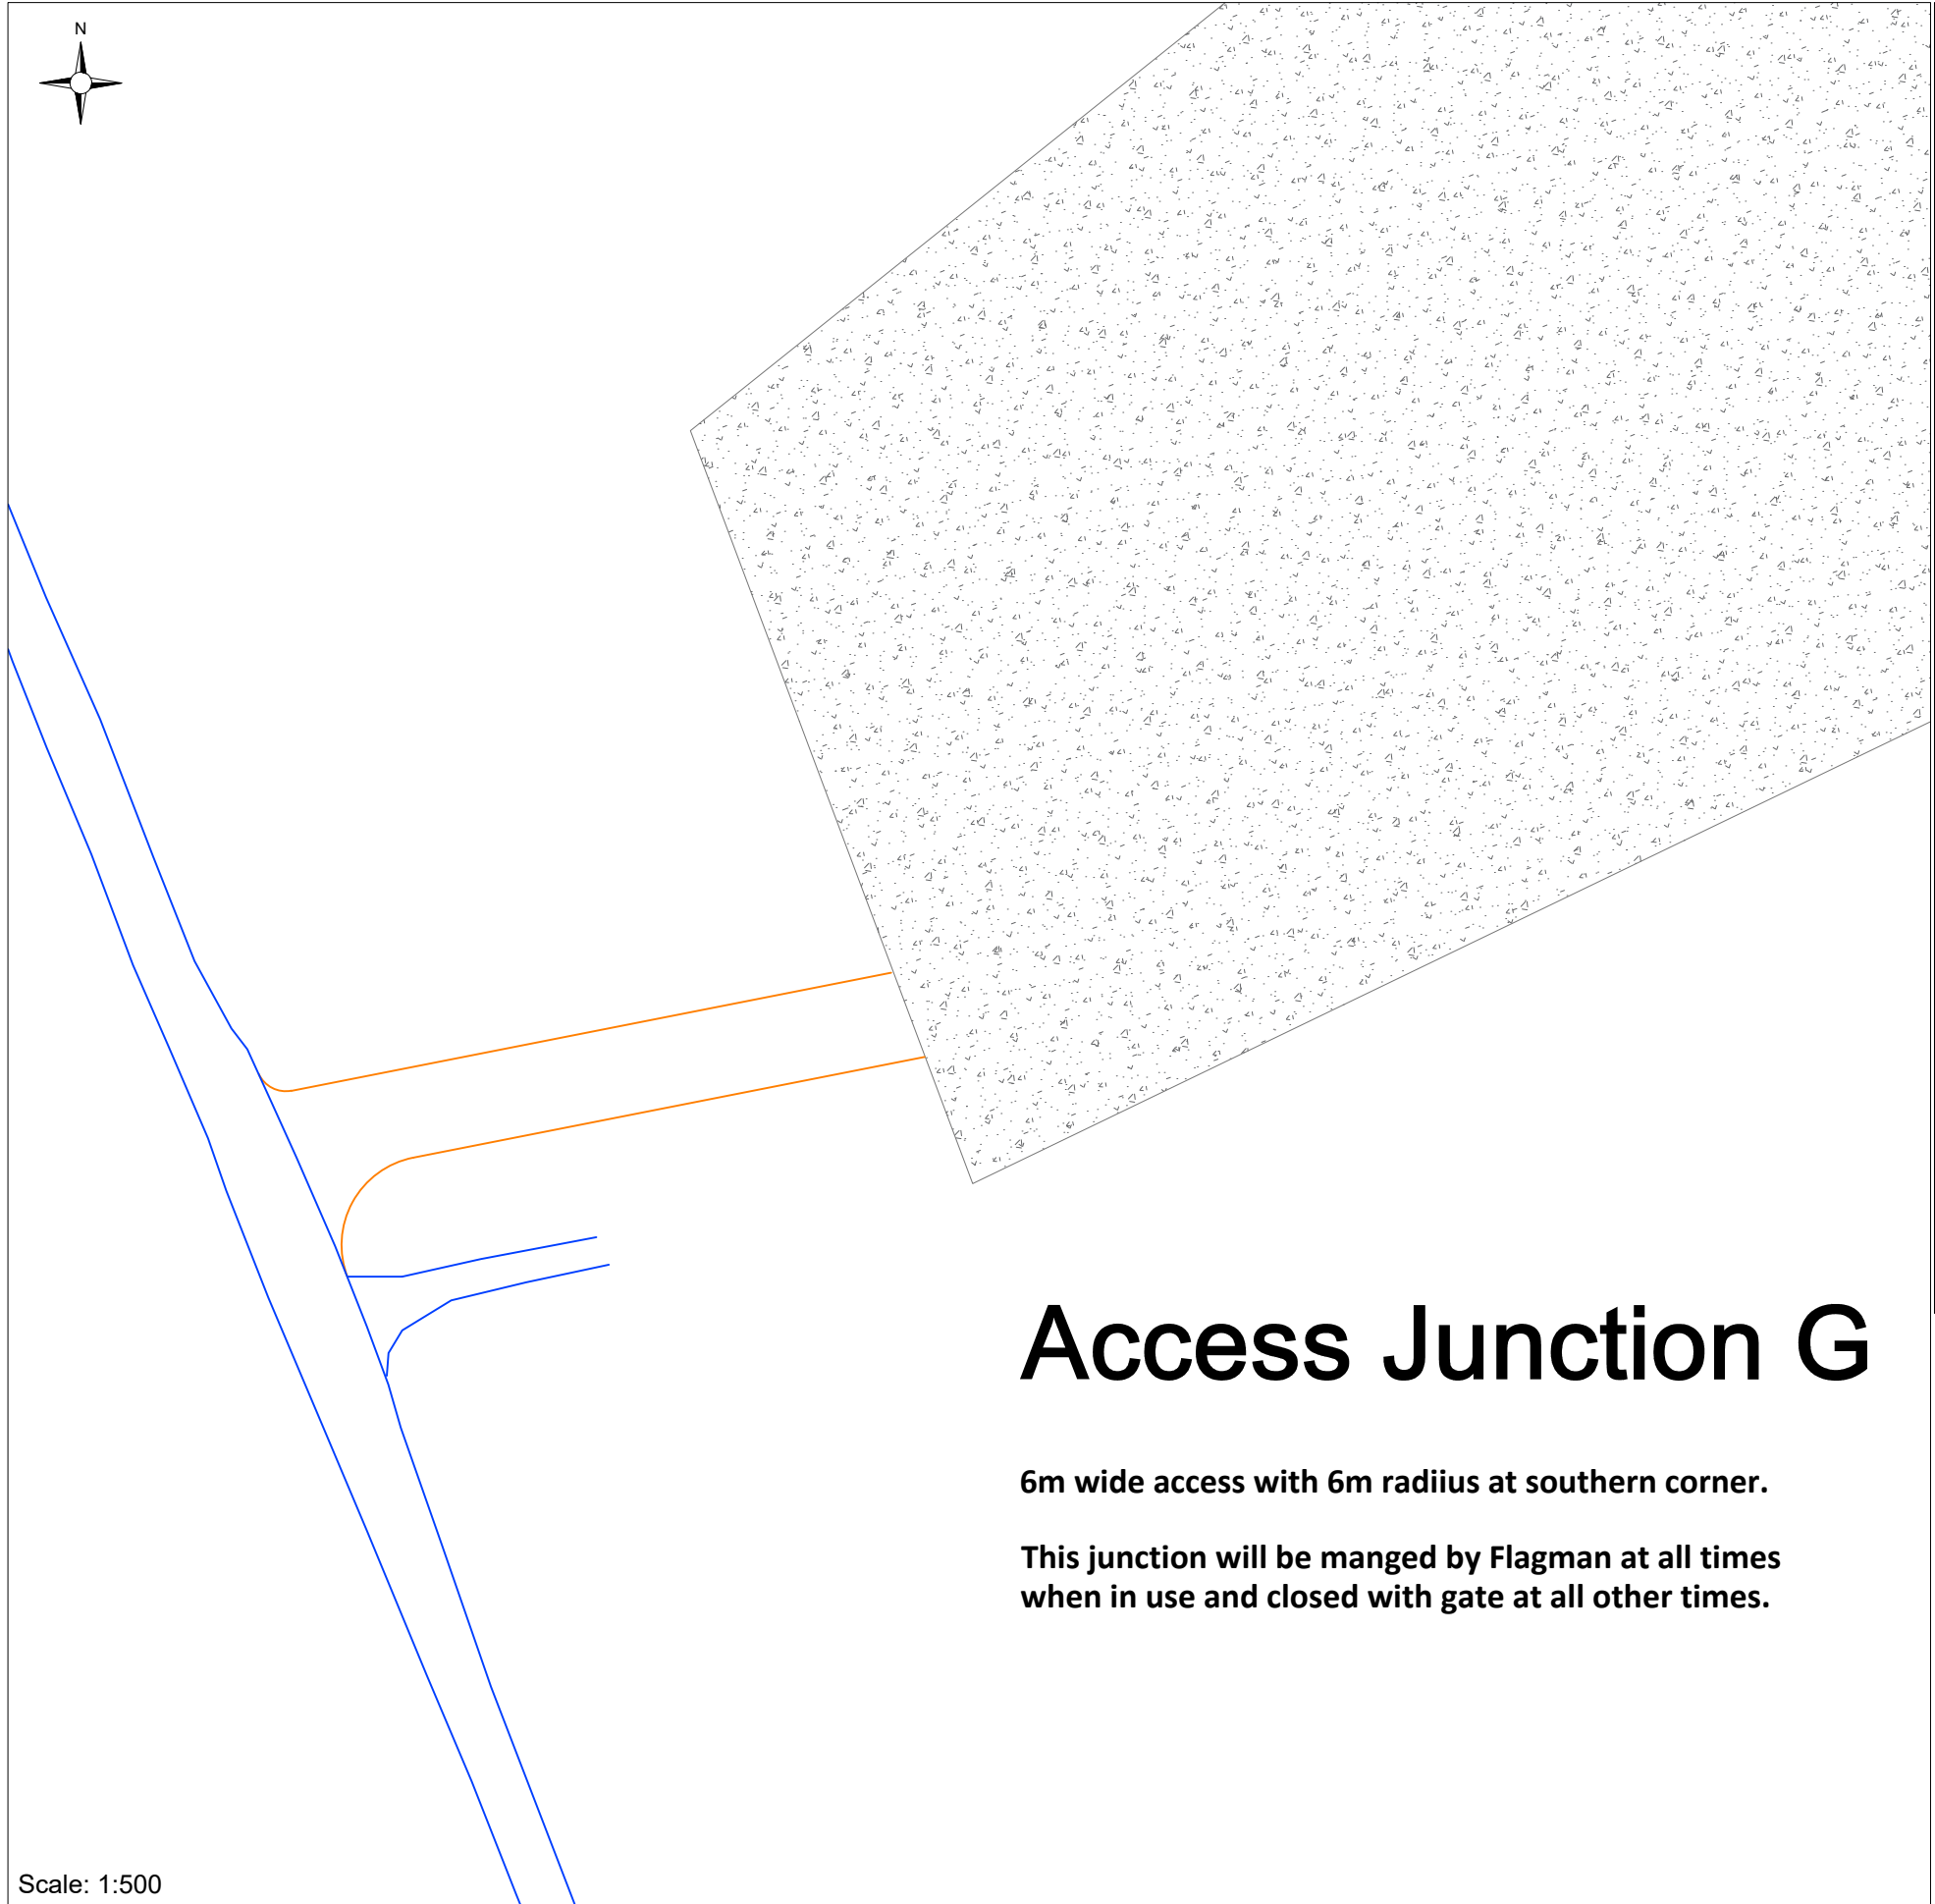 N
Access Junction G
6m wide access with 6m radiius at southern corner.
This junction will be manged by Flagman at all times
when in use and closed with gate at all other times.
Scale: 1:500